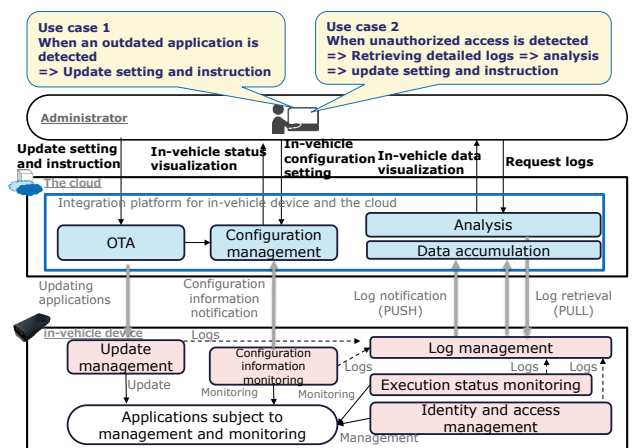 Use case 1
When an outdated application is
detected
=> Update setting and instruction
Use case 2
When unauthorized access is detected
=> Retrieving detailed logs => analysis
=> update setting and instruction
Administrator
Update setting
and instruction
In-vehicle status
visualization
In-vehicle
configuration
setting
In-vehicle data
visualization
Request logs
The cloud
Integration platform for in-vehicle device and the cloud
OTA
Configuration
management
Analysis
Data accumulation
Updating
applications
Configuration
information
notification
Log notification
(PUSH)
Log retrieval
(PULL)
in-vehicle device
Logs
Update
management
Configuration
information
monitoring
Logs
Log management
Logs
Logs
Update
Monitoring
Monitoring
Execution status monitoring
Applications subject to
management and monitoring
Identity and access
management
Management